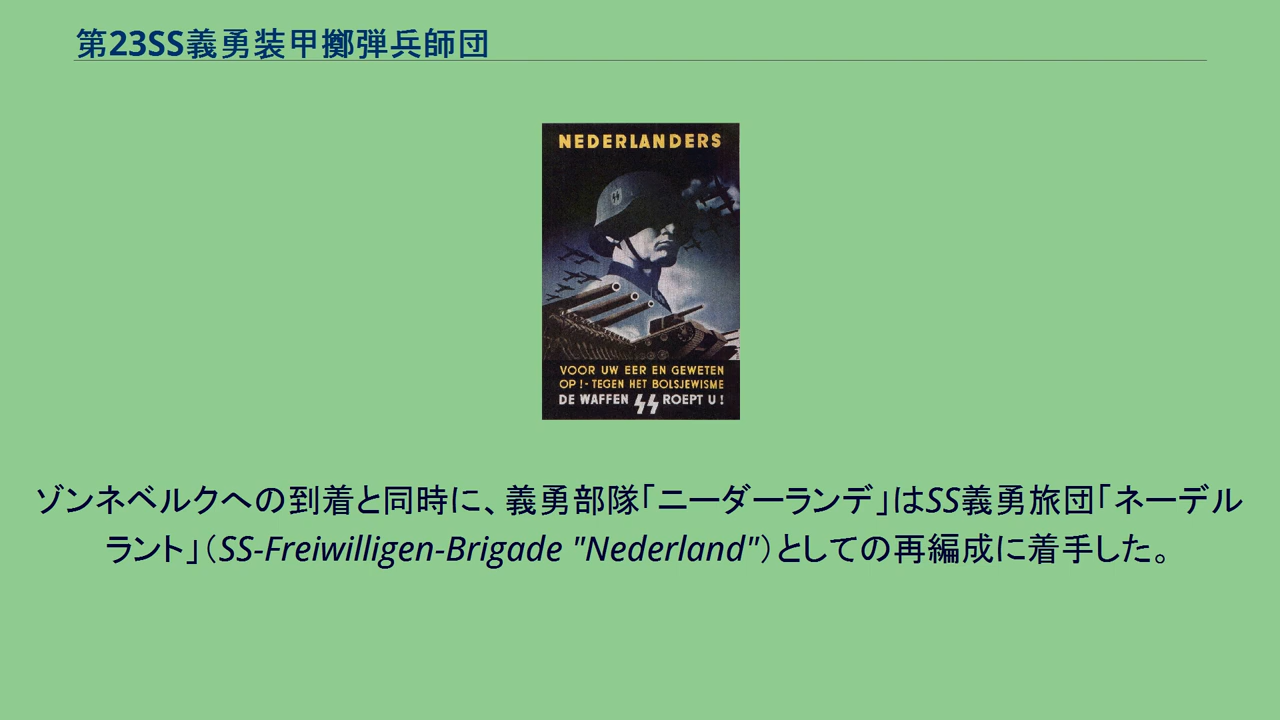 第23SS義勇装甲擲弾兵師団
NEDERLANDERS
VOOR UW EER EN GEWETEN
OP!- TEGEN HET BOLSJEWISME
DE WAFFEN SS ROEPT U!
ゾンネベルクへの到着と同時に、義勇部隊「ニーダーランデ」はSS義勇旅団「ネーデル
ラント」（SS-Freiwilligen-Brigade "Nederland"）としての再編成に着手した。